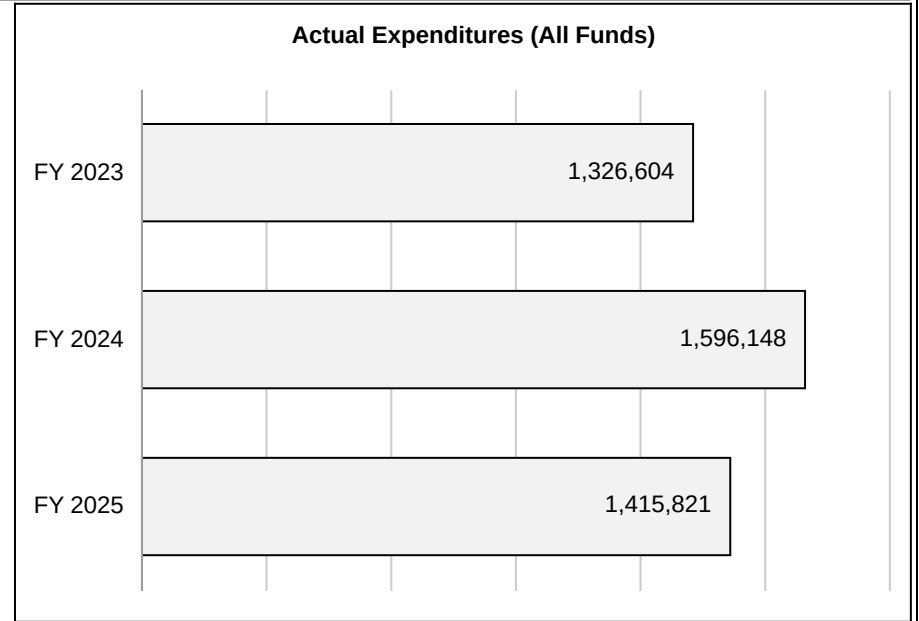 Actual Expenditures (All Funds)
FY 2023 1,326,604
FY 2024 1,596,148
FY 2025 1,415,821